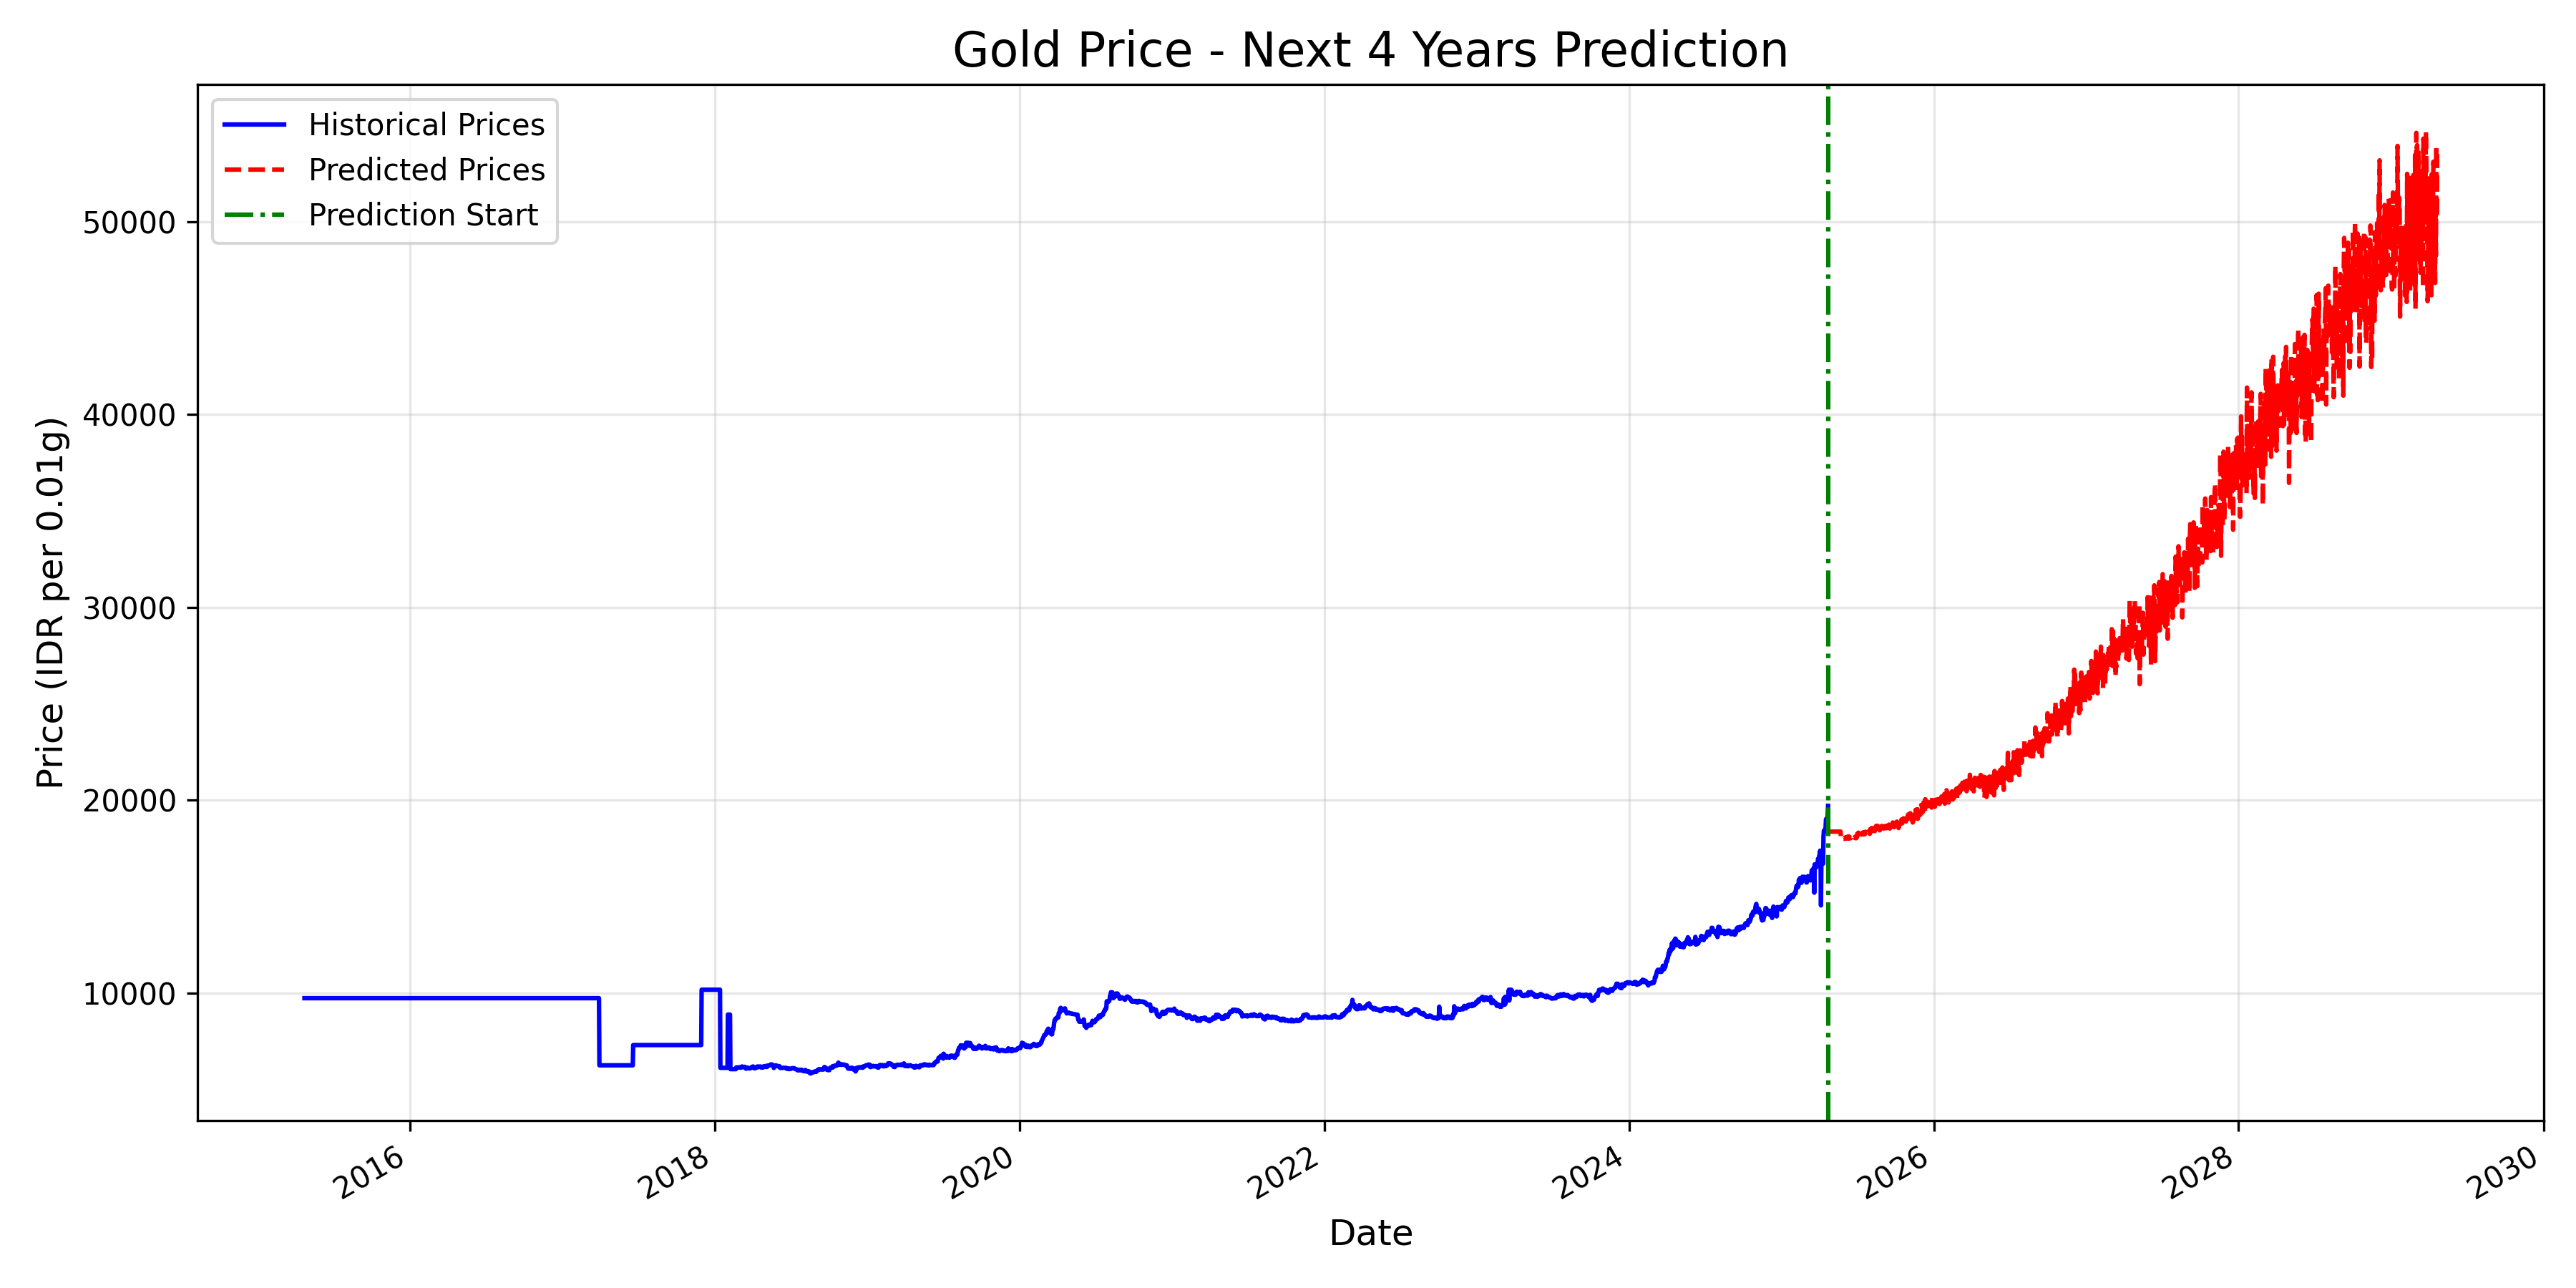 Gold Price - Next 4 Years Prediction
Historical Prices
Predicted Prices
Prediction Start
Price (IDR per 0.01g)
50000
40000
30000
20000
10000
2016
2018
2020
2022
2024
2026
2028
2030
Date